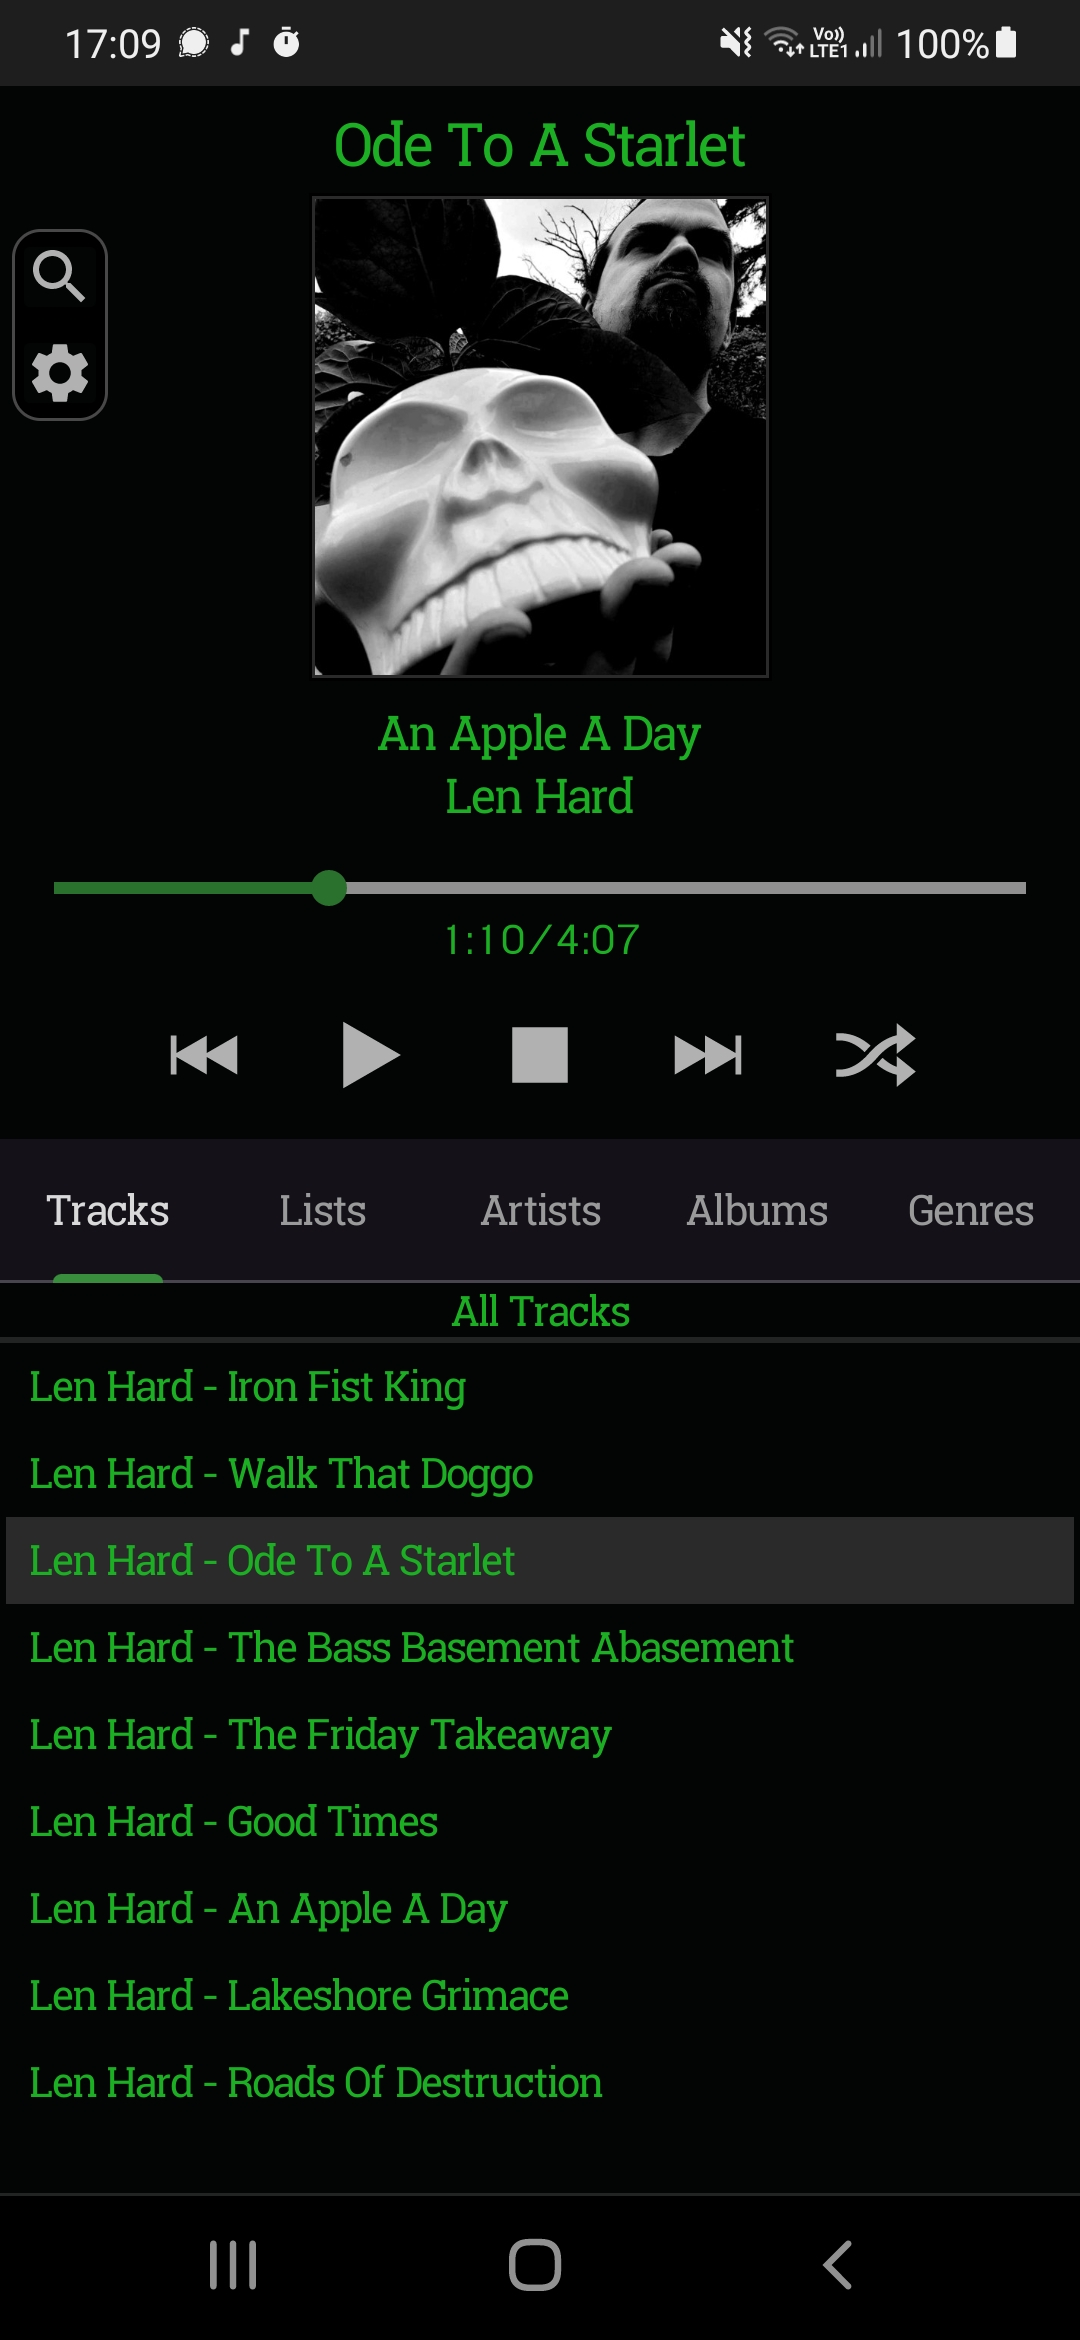 17:09
Vo)) LTE1 100%
Ode To A Starlet
An Apple A Day
Len Hard
1:10/4:07
Tracks Lists Artists Albums Genres
All Tracks
Len Hard - Iron Fist King
Len Hard - Walk That Doggo
Len Hard - Ode To A Starlet
Len Hard - The Bass Basement Abasement
Len Hard - The Friday Takeaway
Len Hard - Good Times
Len Hard - An Apple A Day
Len Hard - Lakeshore Grimace
Len Hard - Roads Of Destruction